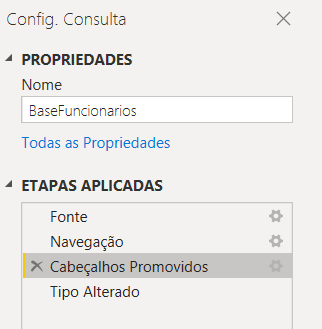 Config. Consulta
PROPRIEDADES
Nome
BaseFuncionarios
Todas as Propriedades
ETAPAS APLICADAS
Fonte
Navegação
Cabeçalhos Promovidos
Tipo Alterado